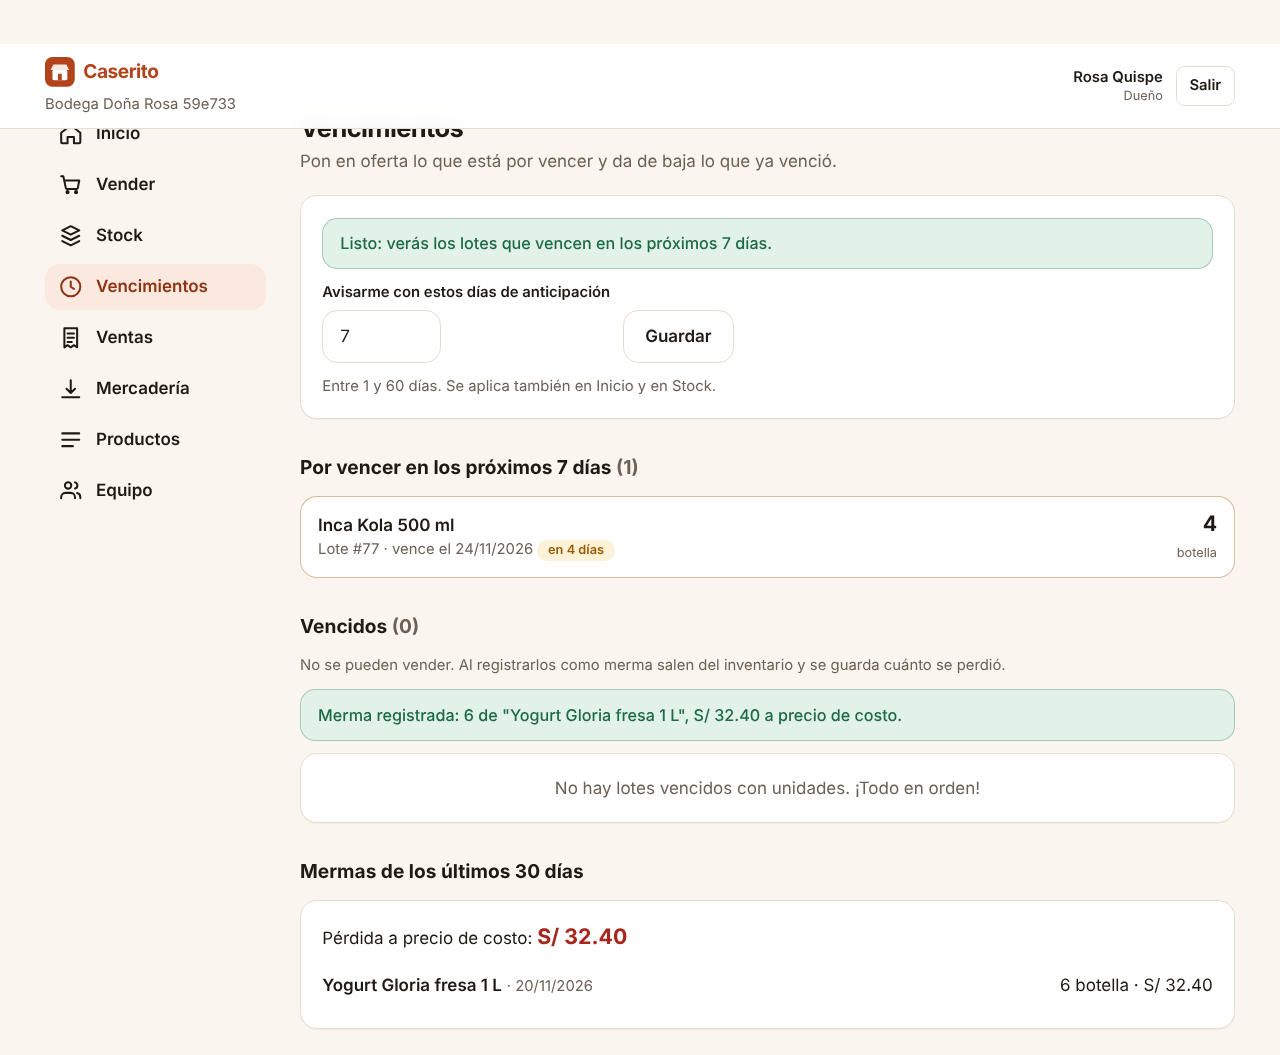 Caserito
Bodega Doña Rosa 59e733
Rosa Quispe
Dueño
Salir
Inicio
Vender
Stock
Vencimientos
Ventas
Mercadería
Productos
Equipo
Vencimientos
Pon en oferta lo que está por vencer y da de baja lo que ya venció.
Listo: verás los lotes que vencen en los próximos 7 días.
Avisarme con estos días de anticipación
7
Guardar
Entre 1 y 60 días. Se aplica también en Inicio y en Stock.
Por vencer en los próximos 7 días (1)
Inca Kola 500 ml
4
Lote #77 · vence el 24/11/2026 en 4 días
botella
Vencidos (0)
No se pueden vender. Al registrarlos como merma salen del inventario y se guarda cuánto se perdió.
Merma registrada: 6 de "Yogurt Gloria fresa 1 L", S/ 32.40 a precio de costo.
No hay lotes vencidos con unidades. ¡Todo en orden!
Mermas de los últimos 30 días
Pérdida a precio de costo: S/ 32.40
Yogurt Gloria fresa 1 L · 20/11/2026
6 botella · S/ 32.40